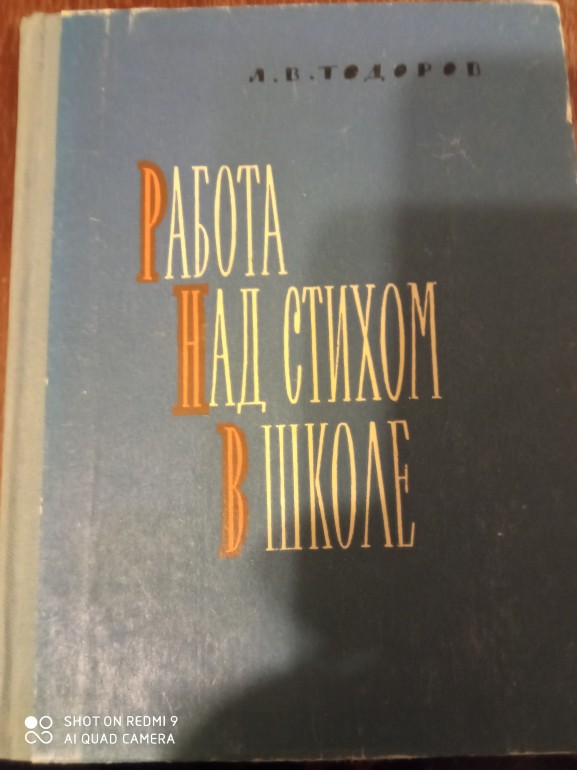 Л.В.ТОДОРОВ
РАБОТА
НАД СТИХОМ
В ШКОЛЕ
SHOT ON REDMI 9
AI QUAD CAMERA